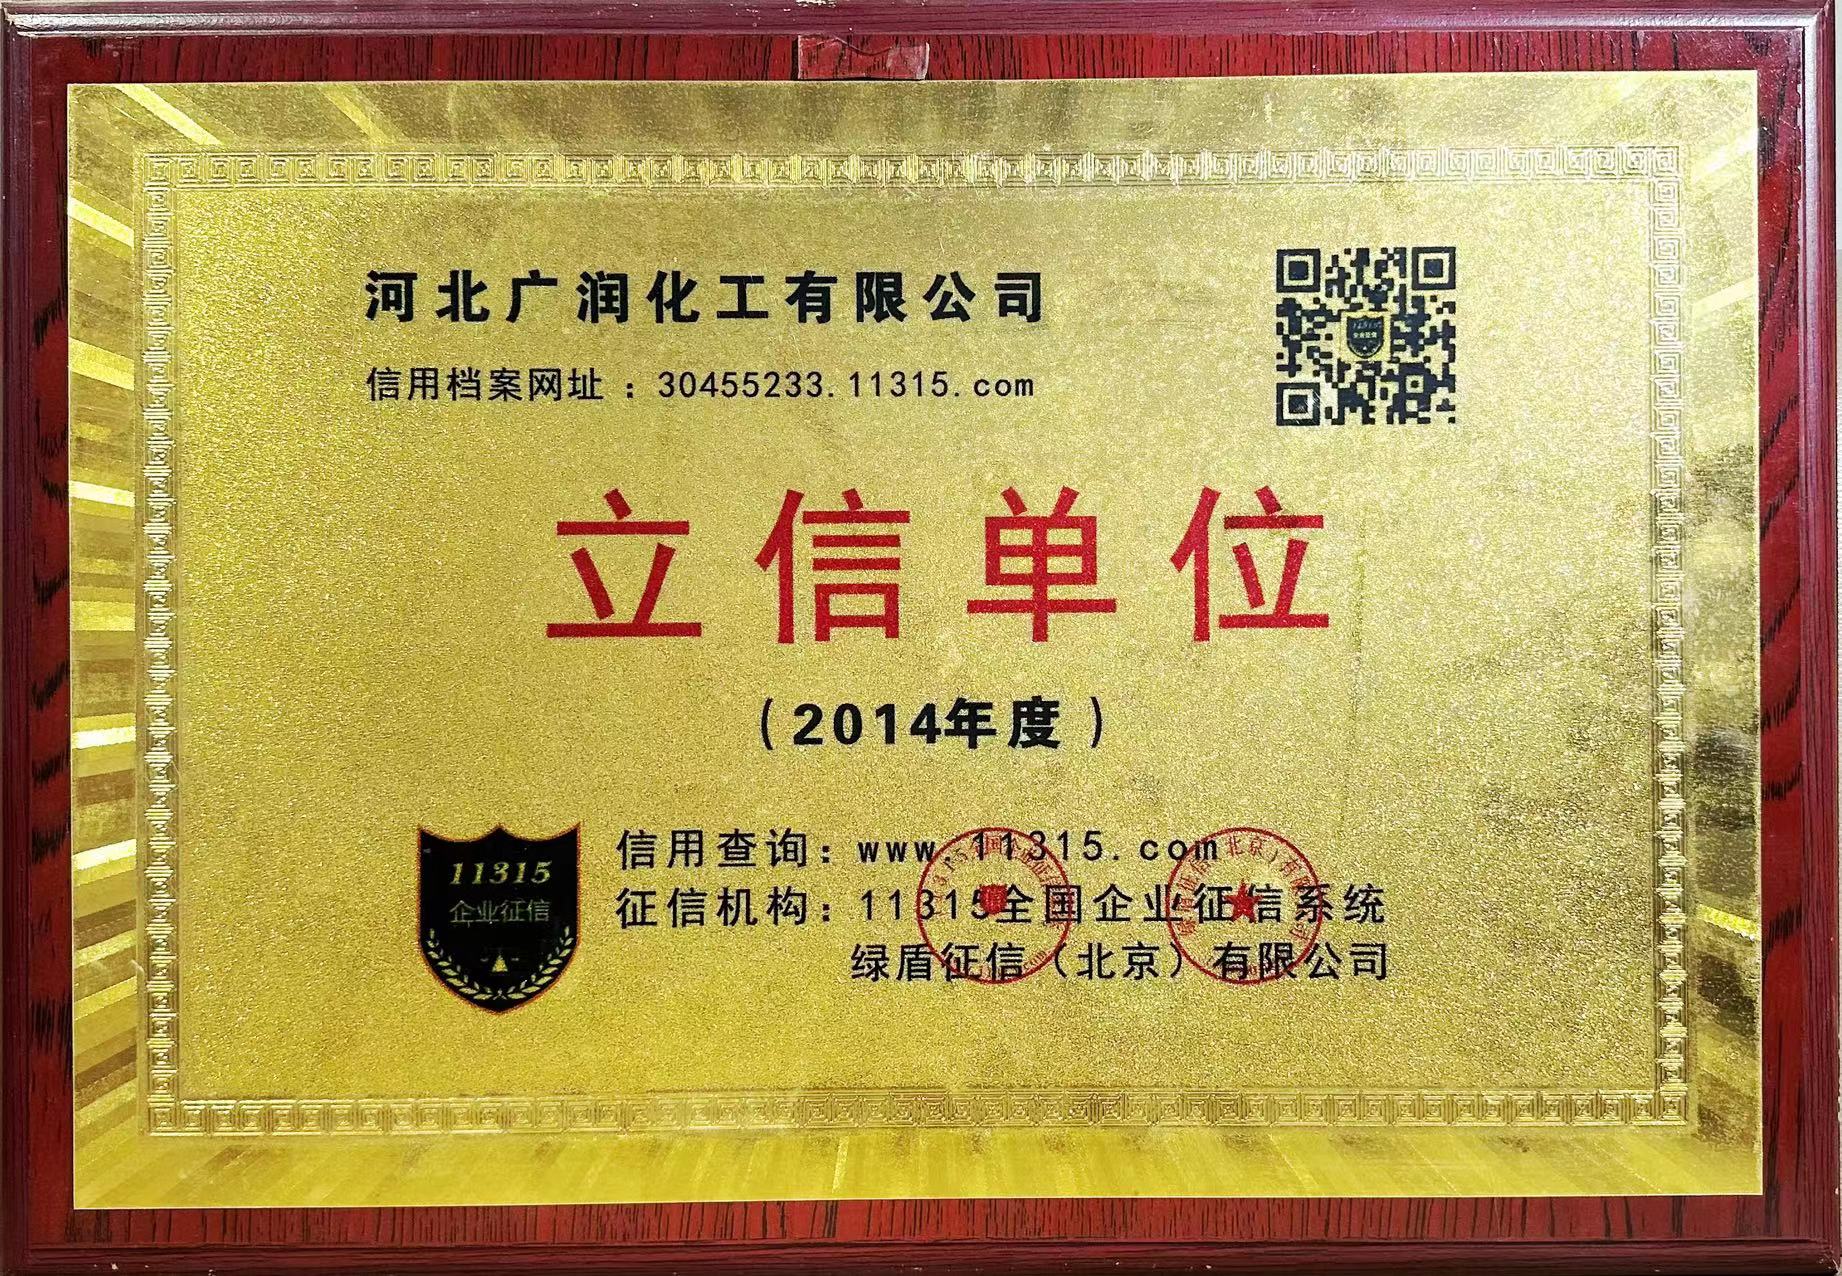 河北广润化工有限公司
信用档案网址：30455233.11315.com
立信单位
（2014年度）
11315
企业征信
信用查询：www.11315.com
征信机构：11315全国企业征信系统
绿盾征信（北京）有限公司